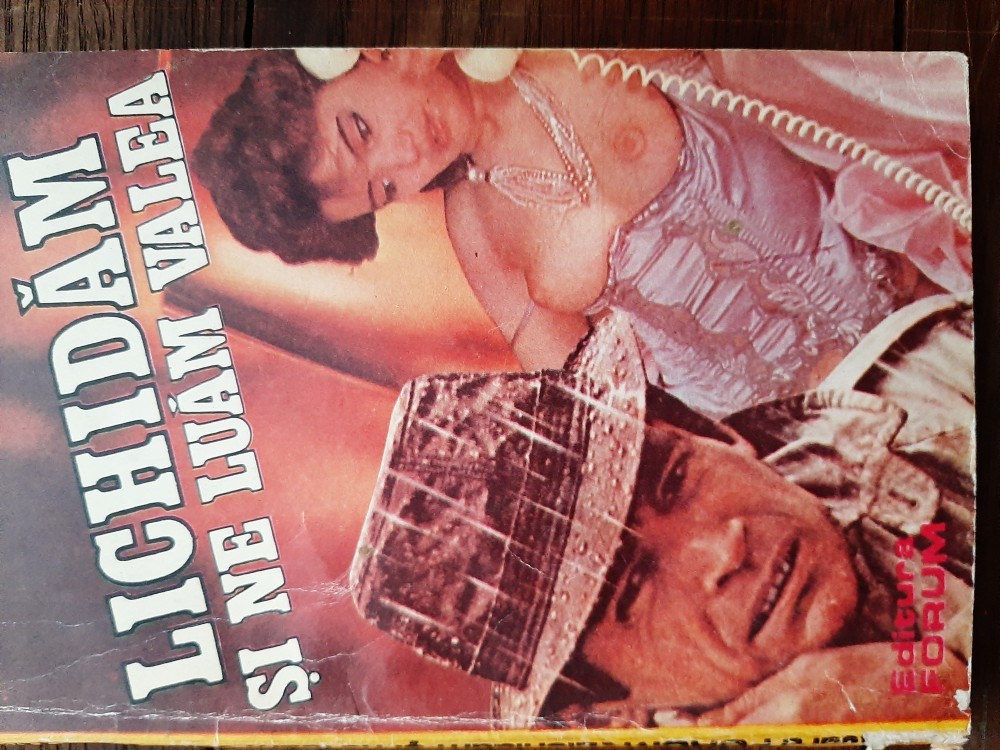 LICHIDĂM
ȘI NE LUĂM VALEA
Editura
FORUM